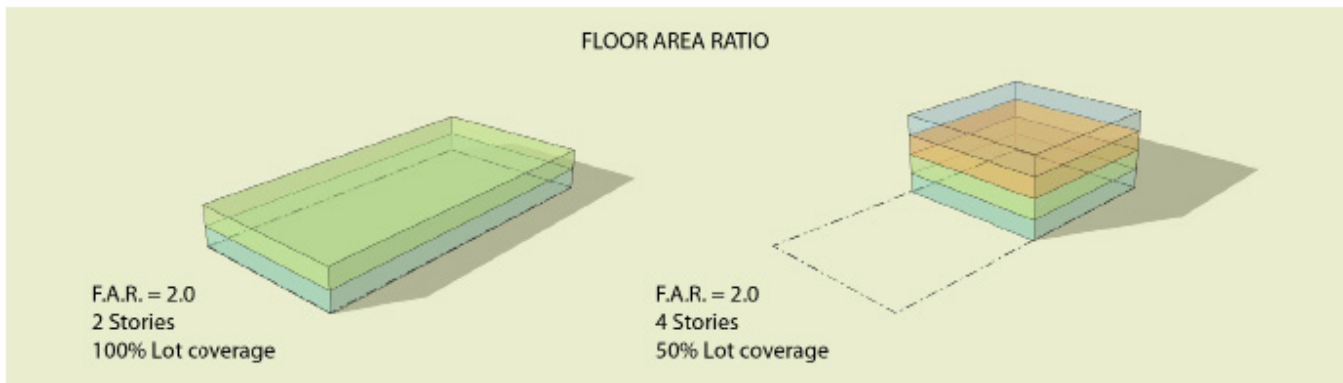 FLOOR AREA RATIO
F.A.R. = 2.0
2 Stories
100% Lot coverage
F.A.R. = 2.0
4 Stories
50% Lot coverage